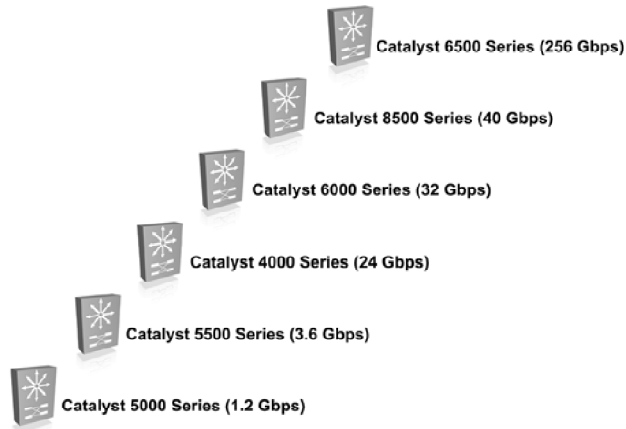 Catalyst 6500 Series (256 Gbps)
Catalyst 8500 Series (40 Gbps)
Catalyst 6000 Series (32 Gbps)
Catalyst 4000 Series (24 Gbps)
Catalyst 5500 Series (3.6 Gbps)
Catalyst 5000 Series (1.2 Gbps)